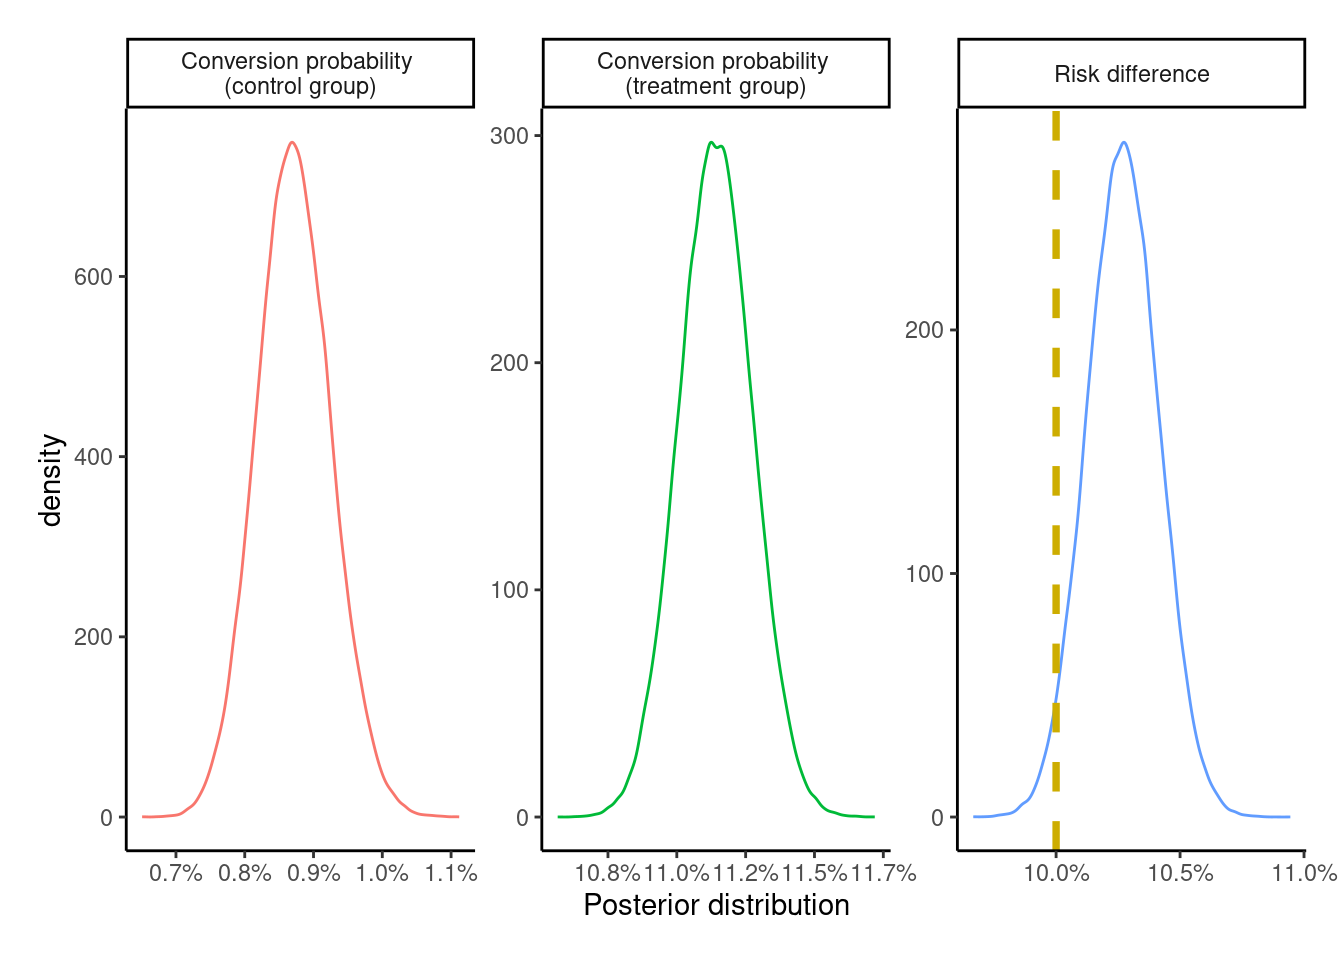 Conversion probability
(control group)
Conversion probability
(treatment group)
Risk difference
density
600
400
200
0
300
200
100
0
200
100
0
0.7% 0.8% 0.9% 1.0% 1.1%
10.8% 11.0% 11.2% 11.5% 11.7%
10.0% 10.5% 11.0%
Posterior distribution